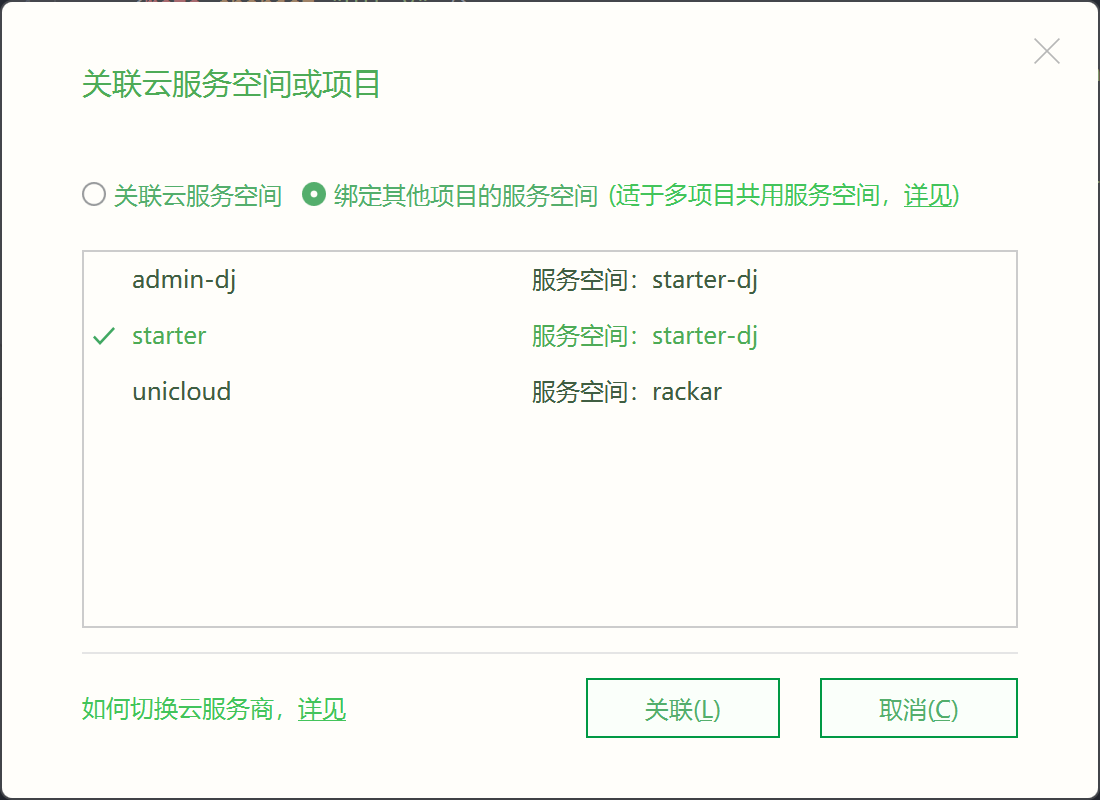 关联云服务空间或项目
关联云服务空间 绑定其他项目的服务空间 (适于多项目共用服务空间，详见)
admin-dj 服务空间：starter-dj
starter 服务空间：starter-dj
unicloud 服务空间：rackar
如何切换云服务商，详见 关联(L) 取消(C)